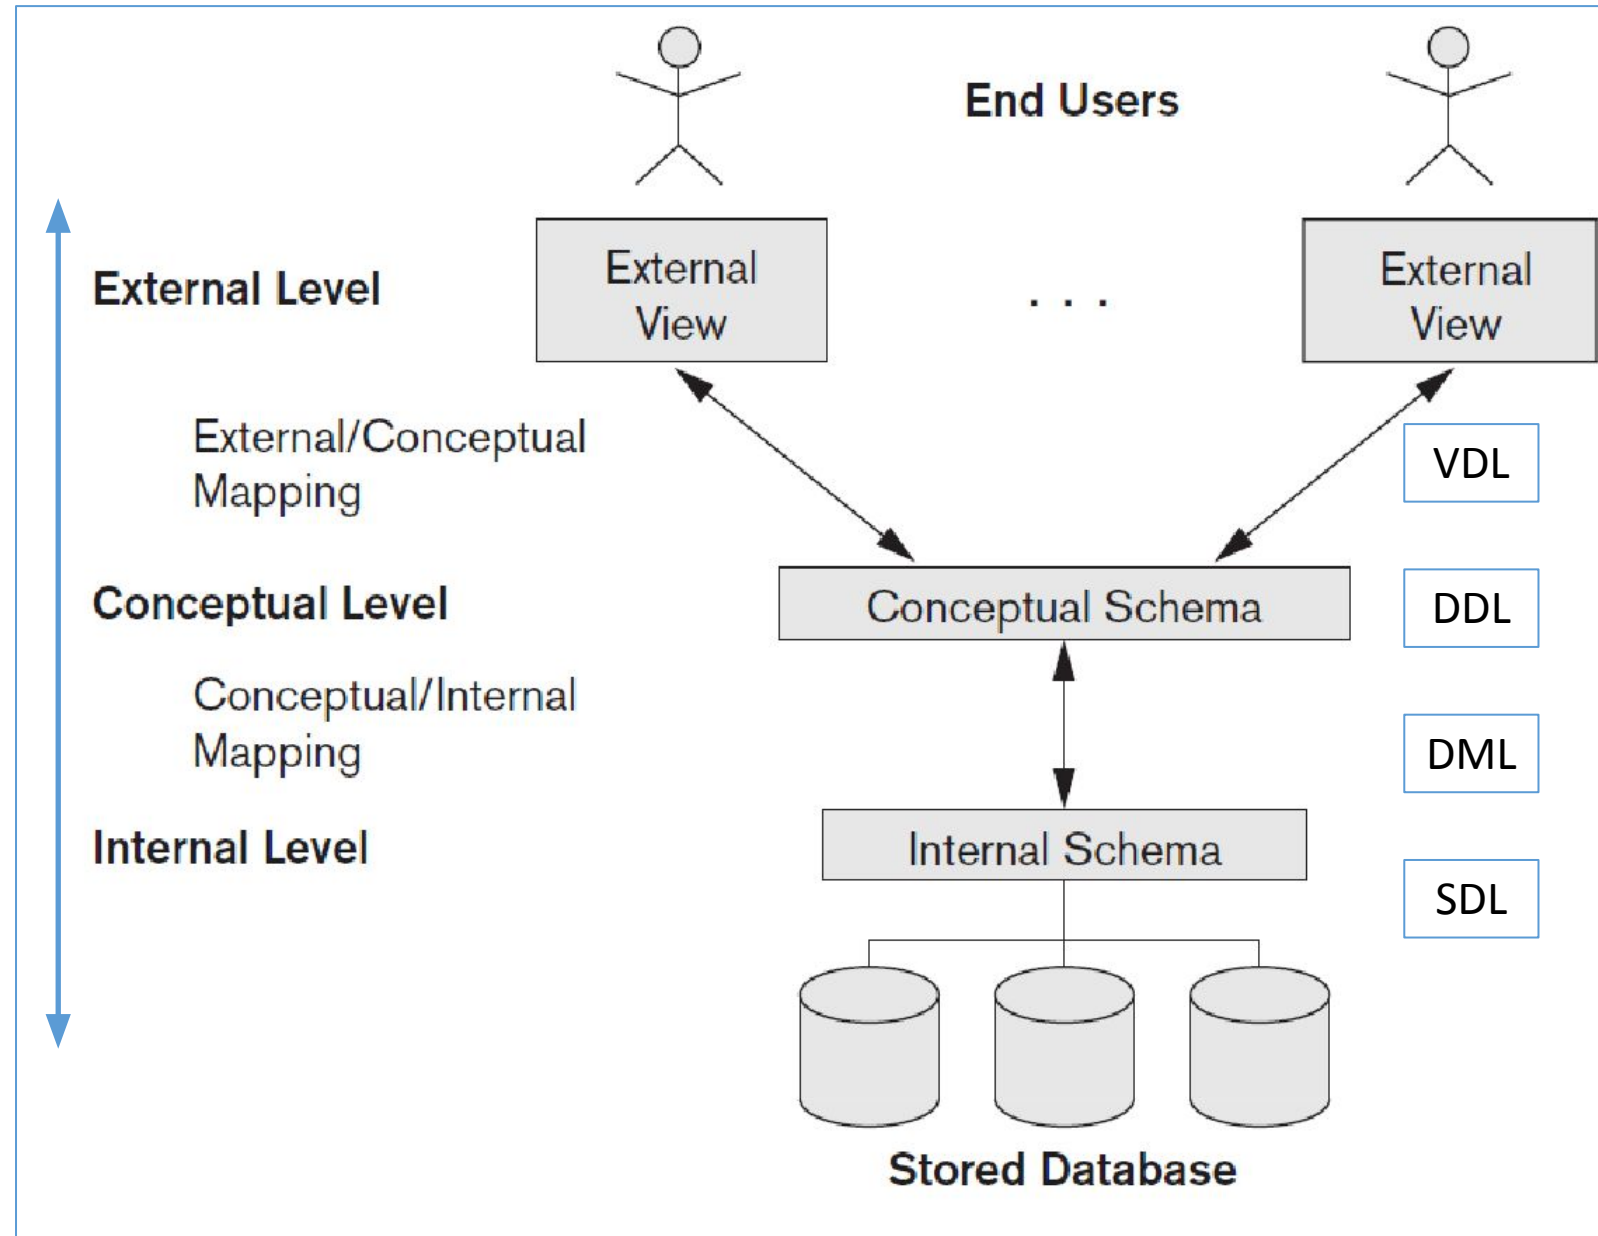 End Users
External Level
External
View
. . .
External
View
External/Conceptual
Mapping
VDL
Conceptual Level
Conceptual Schema
DDL
Conceptual/Internal
Mapping
DML
Internal Level
Internal Schema
SDL
Stored Database